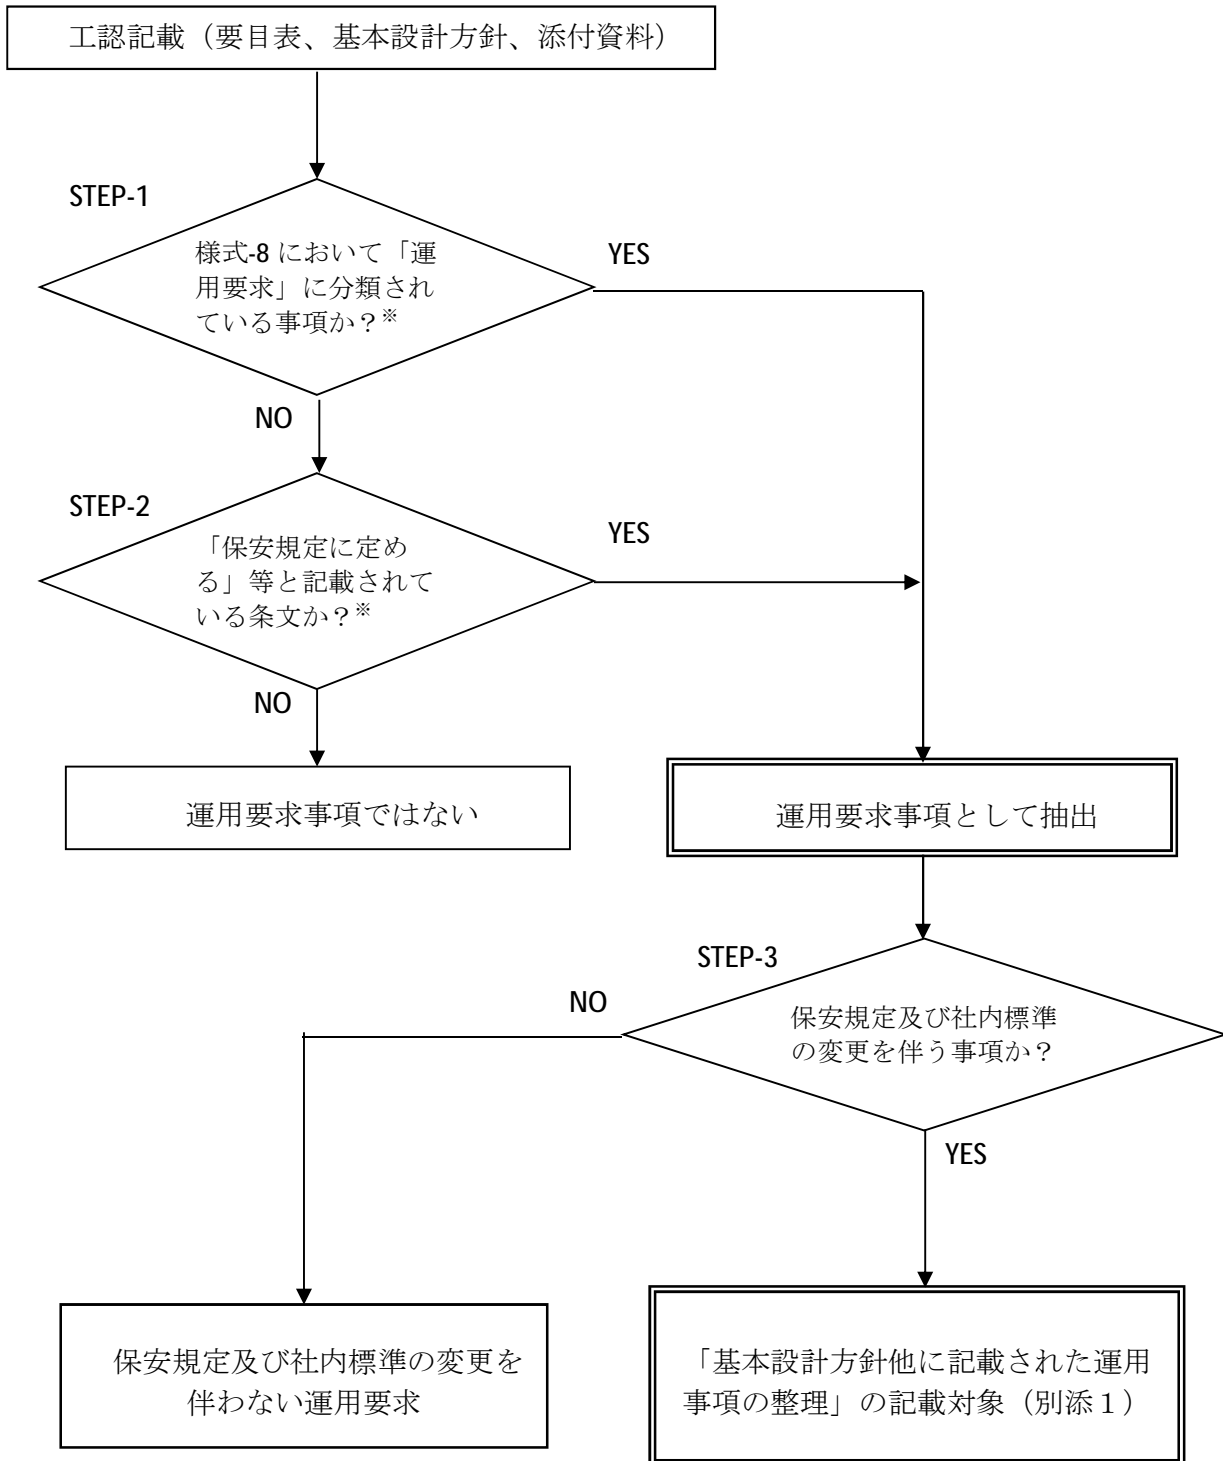 工認記載（要目表、基本設計方針、添付資料）
STEP-1
様式-8 において「運
用要求」に分類され
ている事項か？※
YES
NO
STEP-2
「保安規定に定め
る」等と記載されて
いる条文か？※
YES
NO
運用要求事項ではない
運用要求事項として抽出
STEP-3
NO
保安規定及び社内標準
の変更を伴う事項か？
YES
保安規定及び社内標準の変更を
伴わない運用要求
「基本設計方針他に記載された運用
事項の整理」の記載対象（別添１）